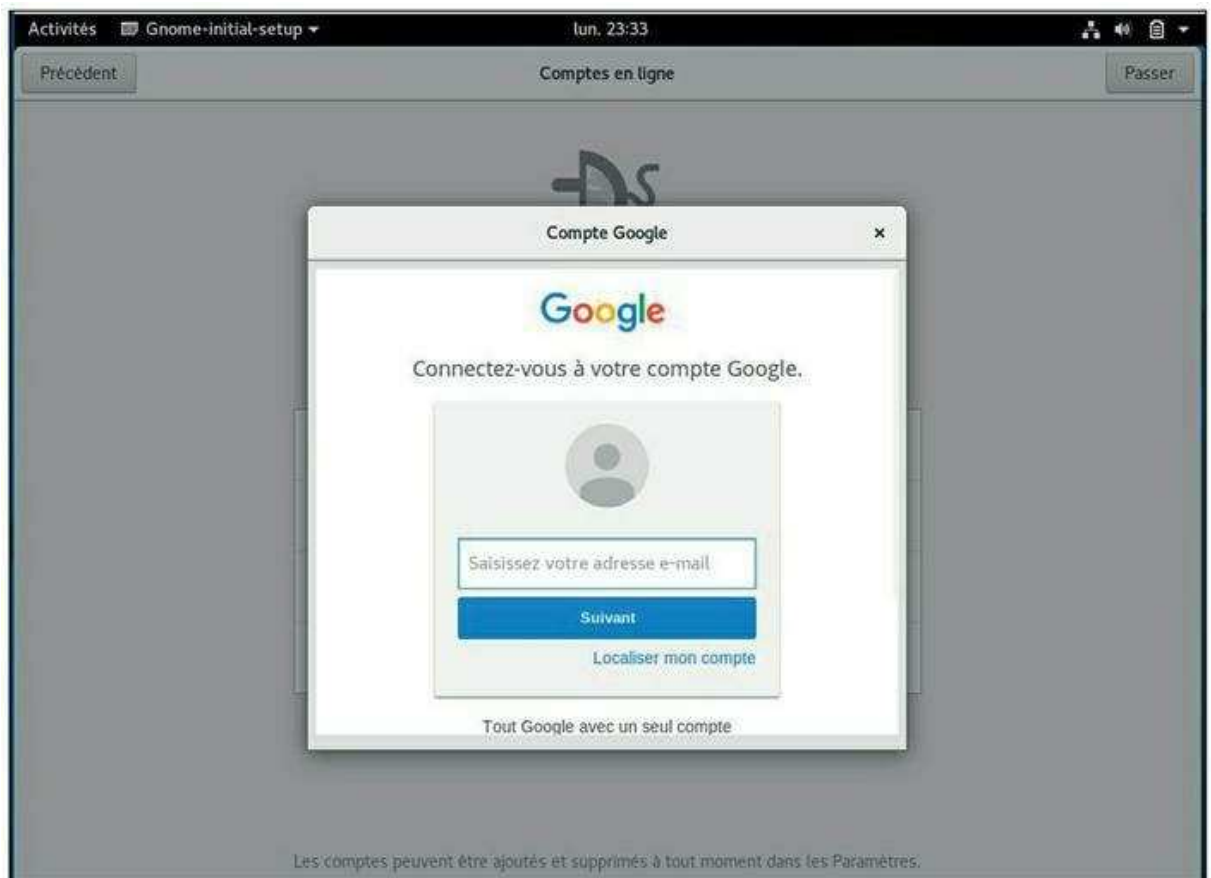 Activités Gnome-initial-setup lun. 23:33
Précédent Comptes en ligne Passer
Compte Google ×
Google
Connectez-vous à votre compte Google.
Saisissez votre adresse e-mail
Suivant
Localiser mon compte
Tout Google avec un seul compte
Les comptes peuvent être ajoutés et supprimés à tout moment dans les Paramètres.